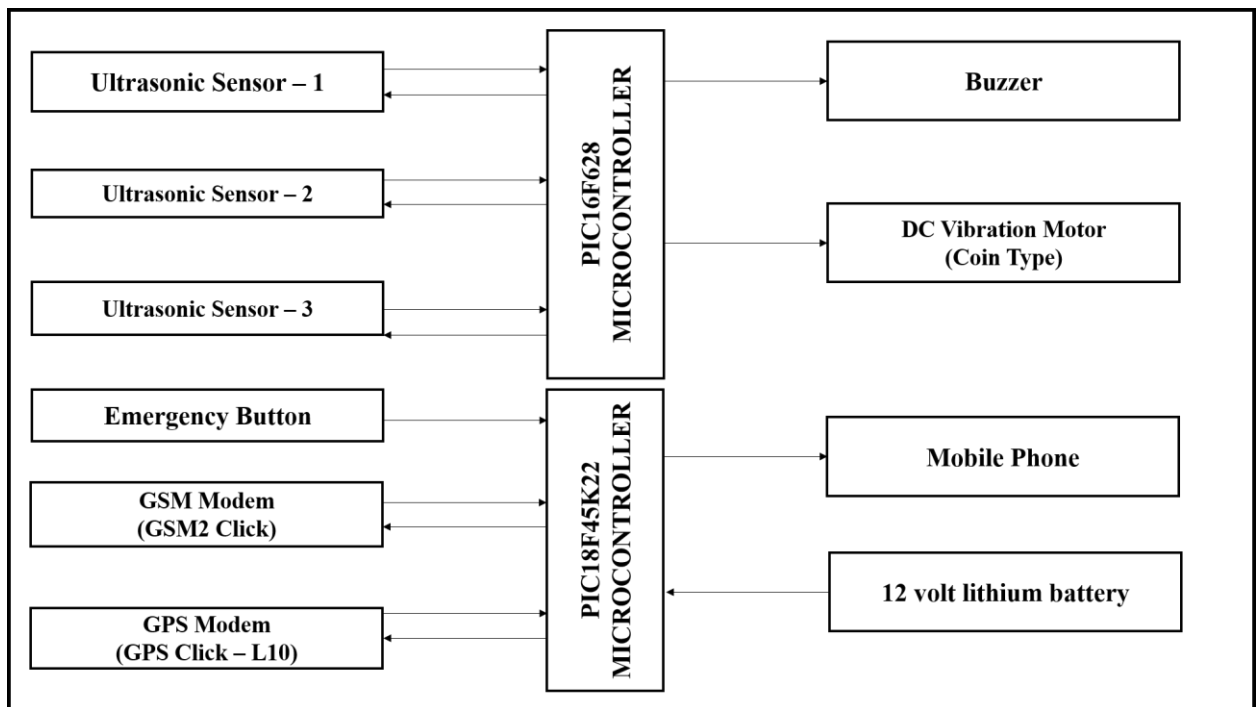 Ultrasonic Sensor – 1
Ultrasonic Sensor – 2
Ultrasonic Sensor – 3
Emergency Button
GSM Modem
(GSM2 Click)
GPS Modem
(GPS Click – L10)
PIC16F628
MICROCONTROLLER
PIC18F45K22
MICROCONTROLLER
Buzzer
DC Vibration Motor
(Coin Type)
Mobile Phone
12 volt lithium battery